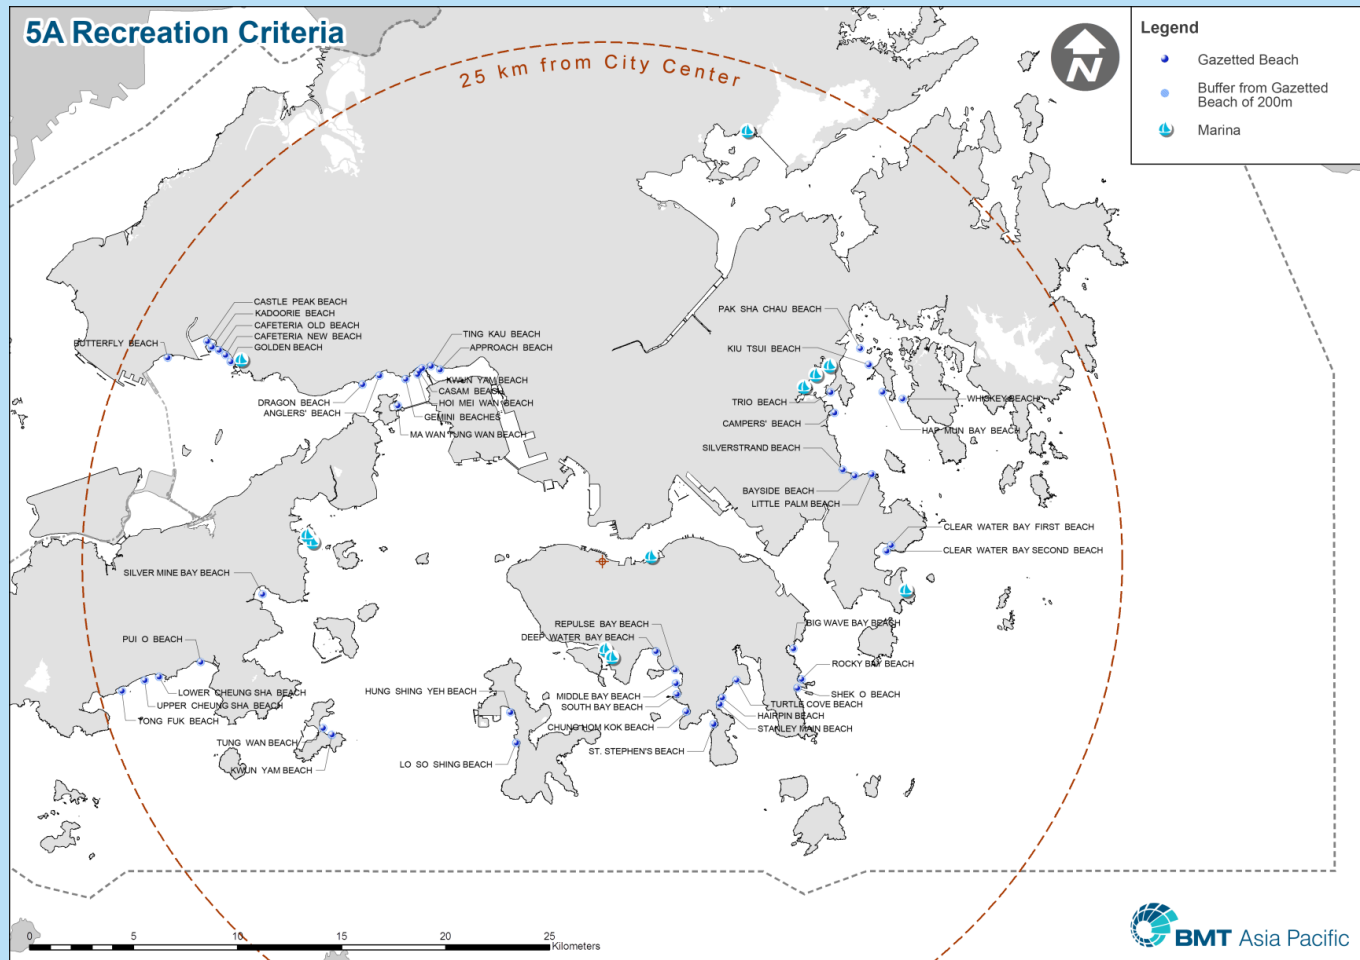 5A Recreation Criteria
25 km from City Center
N
Legend
Gazetted Beach
Buffer from Gazetted
Beach of 200m
Marina
CASTLE PEAK BEACH
KADOORIE BEACH
CAFETERIA OLD BEACH
CAFETERIA NEW BEACH
GOLDEN BEACH
BUTTERFLY BEACH
TING KAU BEACH
APPROACH BEACH
KWUN YAM BEACH
CASAM BEACH
HOI MEI WAN BEACH
GEMINI BEACHES
MA WAN TUNG WAN BEACH
DRAGON BEACH
ANGLERS' BEACH
PAK SHA CHAU BEACH
KIU TSUI BEACH
TRIO BEACH
WHISKEY BEACH
CAMPERS' BEACH
HAP MUN BAY BEACH
SILVERSTRAND BEACH
BAYSIDE BEACH
LITTLE PALM BEACH
CLEAR WATER BAY FIRST BEACH
CLEAR WATER BAY SECOND BEACH
SILVER MINE BAY BEACH
PUI O BEACH
LOWER CHEUNG SHA BEACH
UPPER CHEUNG SHA BEACH
TONG FUK BEACH
TUNG WAN BEACH
KWUN YAM BEACH
HUNG SHING YEH BEACH
LO SO SHING BEACH
REPULSE BAY BEACH
DEEP WATER BAY BEACH
MIDDLE BAY BEACH
SOUTH BAY BEACH
CHUNG HOM KOK BEACH
ST. STEPHEN'S BEACH
BIG WAVE BAY BEACH
ROCKY BAY BEACH
SHEK O BEACH
TURTLE COVE BEACH
HAIRPIN BEACH
STANLEY MAIN BEACH
0 5 10 15 20 25
Kilometers
BMT Asia Pacific